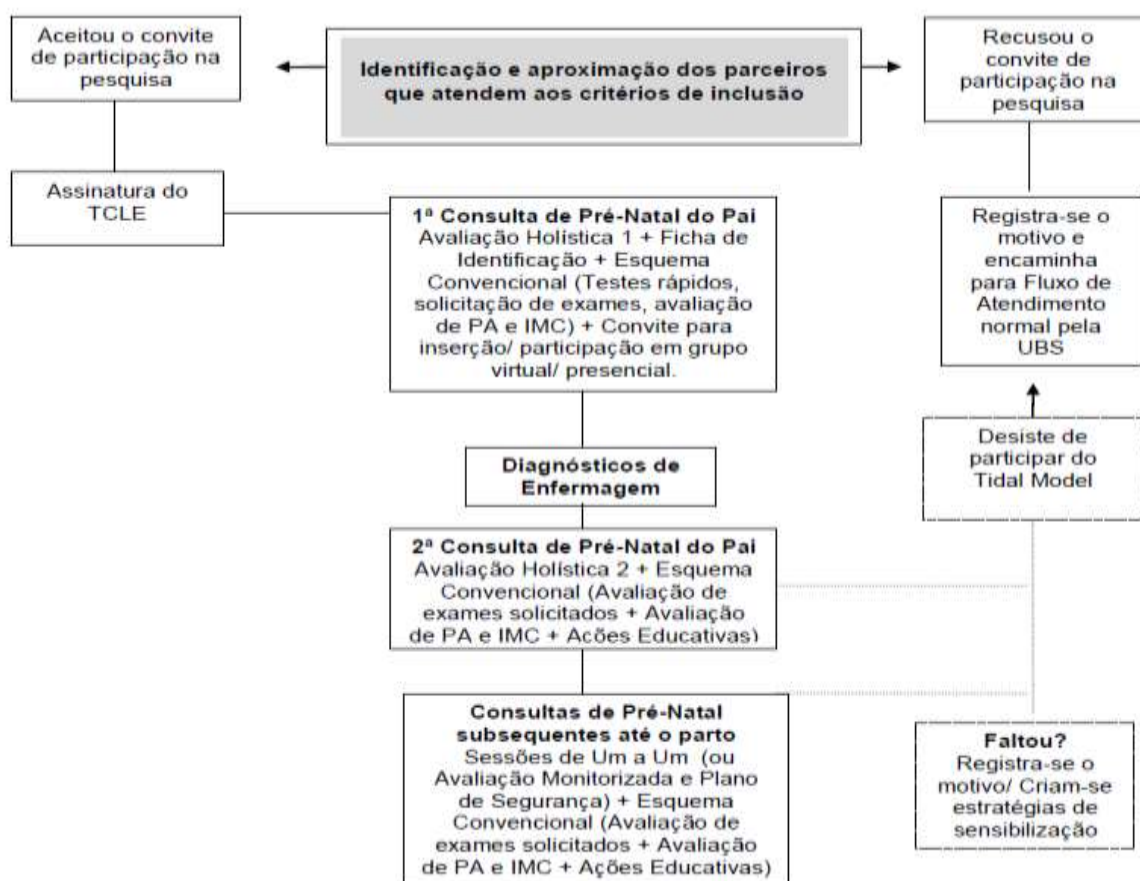 Aceitou o convite
de participação na
pesquisa
Identificação e aproximação dos parceiros
que atendem aos critérios de inclusão
Recusou o
convite de
participação na
pesquisa
Assinatura do
TCLE
1ª Consulta de Pré-Natal do Pai
Avaliação Holística 1 + Ficha de
Identificação + Esquema
Convencional (Testes rápidos,
solicitação de exames, avaliação
de PA e IMC) + Convite para
inserção/ participação em grupo
virtual/ presencial.
Registra-se o
motivo e
encaminha
para Fluxo de
Atendimento
normal pela
UBS
Desiste de
participar do
Tidal Model
Diagnósticos de
Enfermagem
2ª Consulta de Pré-Natal do Pai
Avaliação Holística 2 + Esquema
Convencional (Avaliação de
exames solicitados + Avaliação
de PA e IMC + Ações Educativas)
Consultas de Pré-Natal
subsequentes até o parto
Sessões de Um a Um (ou
Avaliação Monitorizada e Plano
de Segurança) + Esquema
Convencional (Avaliação de
exames solicitados + Avaliação
de PA e IMC + Ações Educativas)
Faltou?
Registra-se o
motivo/ Criam-se
estratégias de
sensibilização